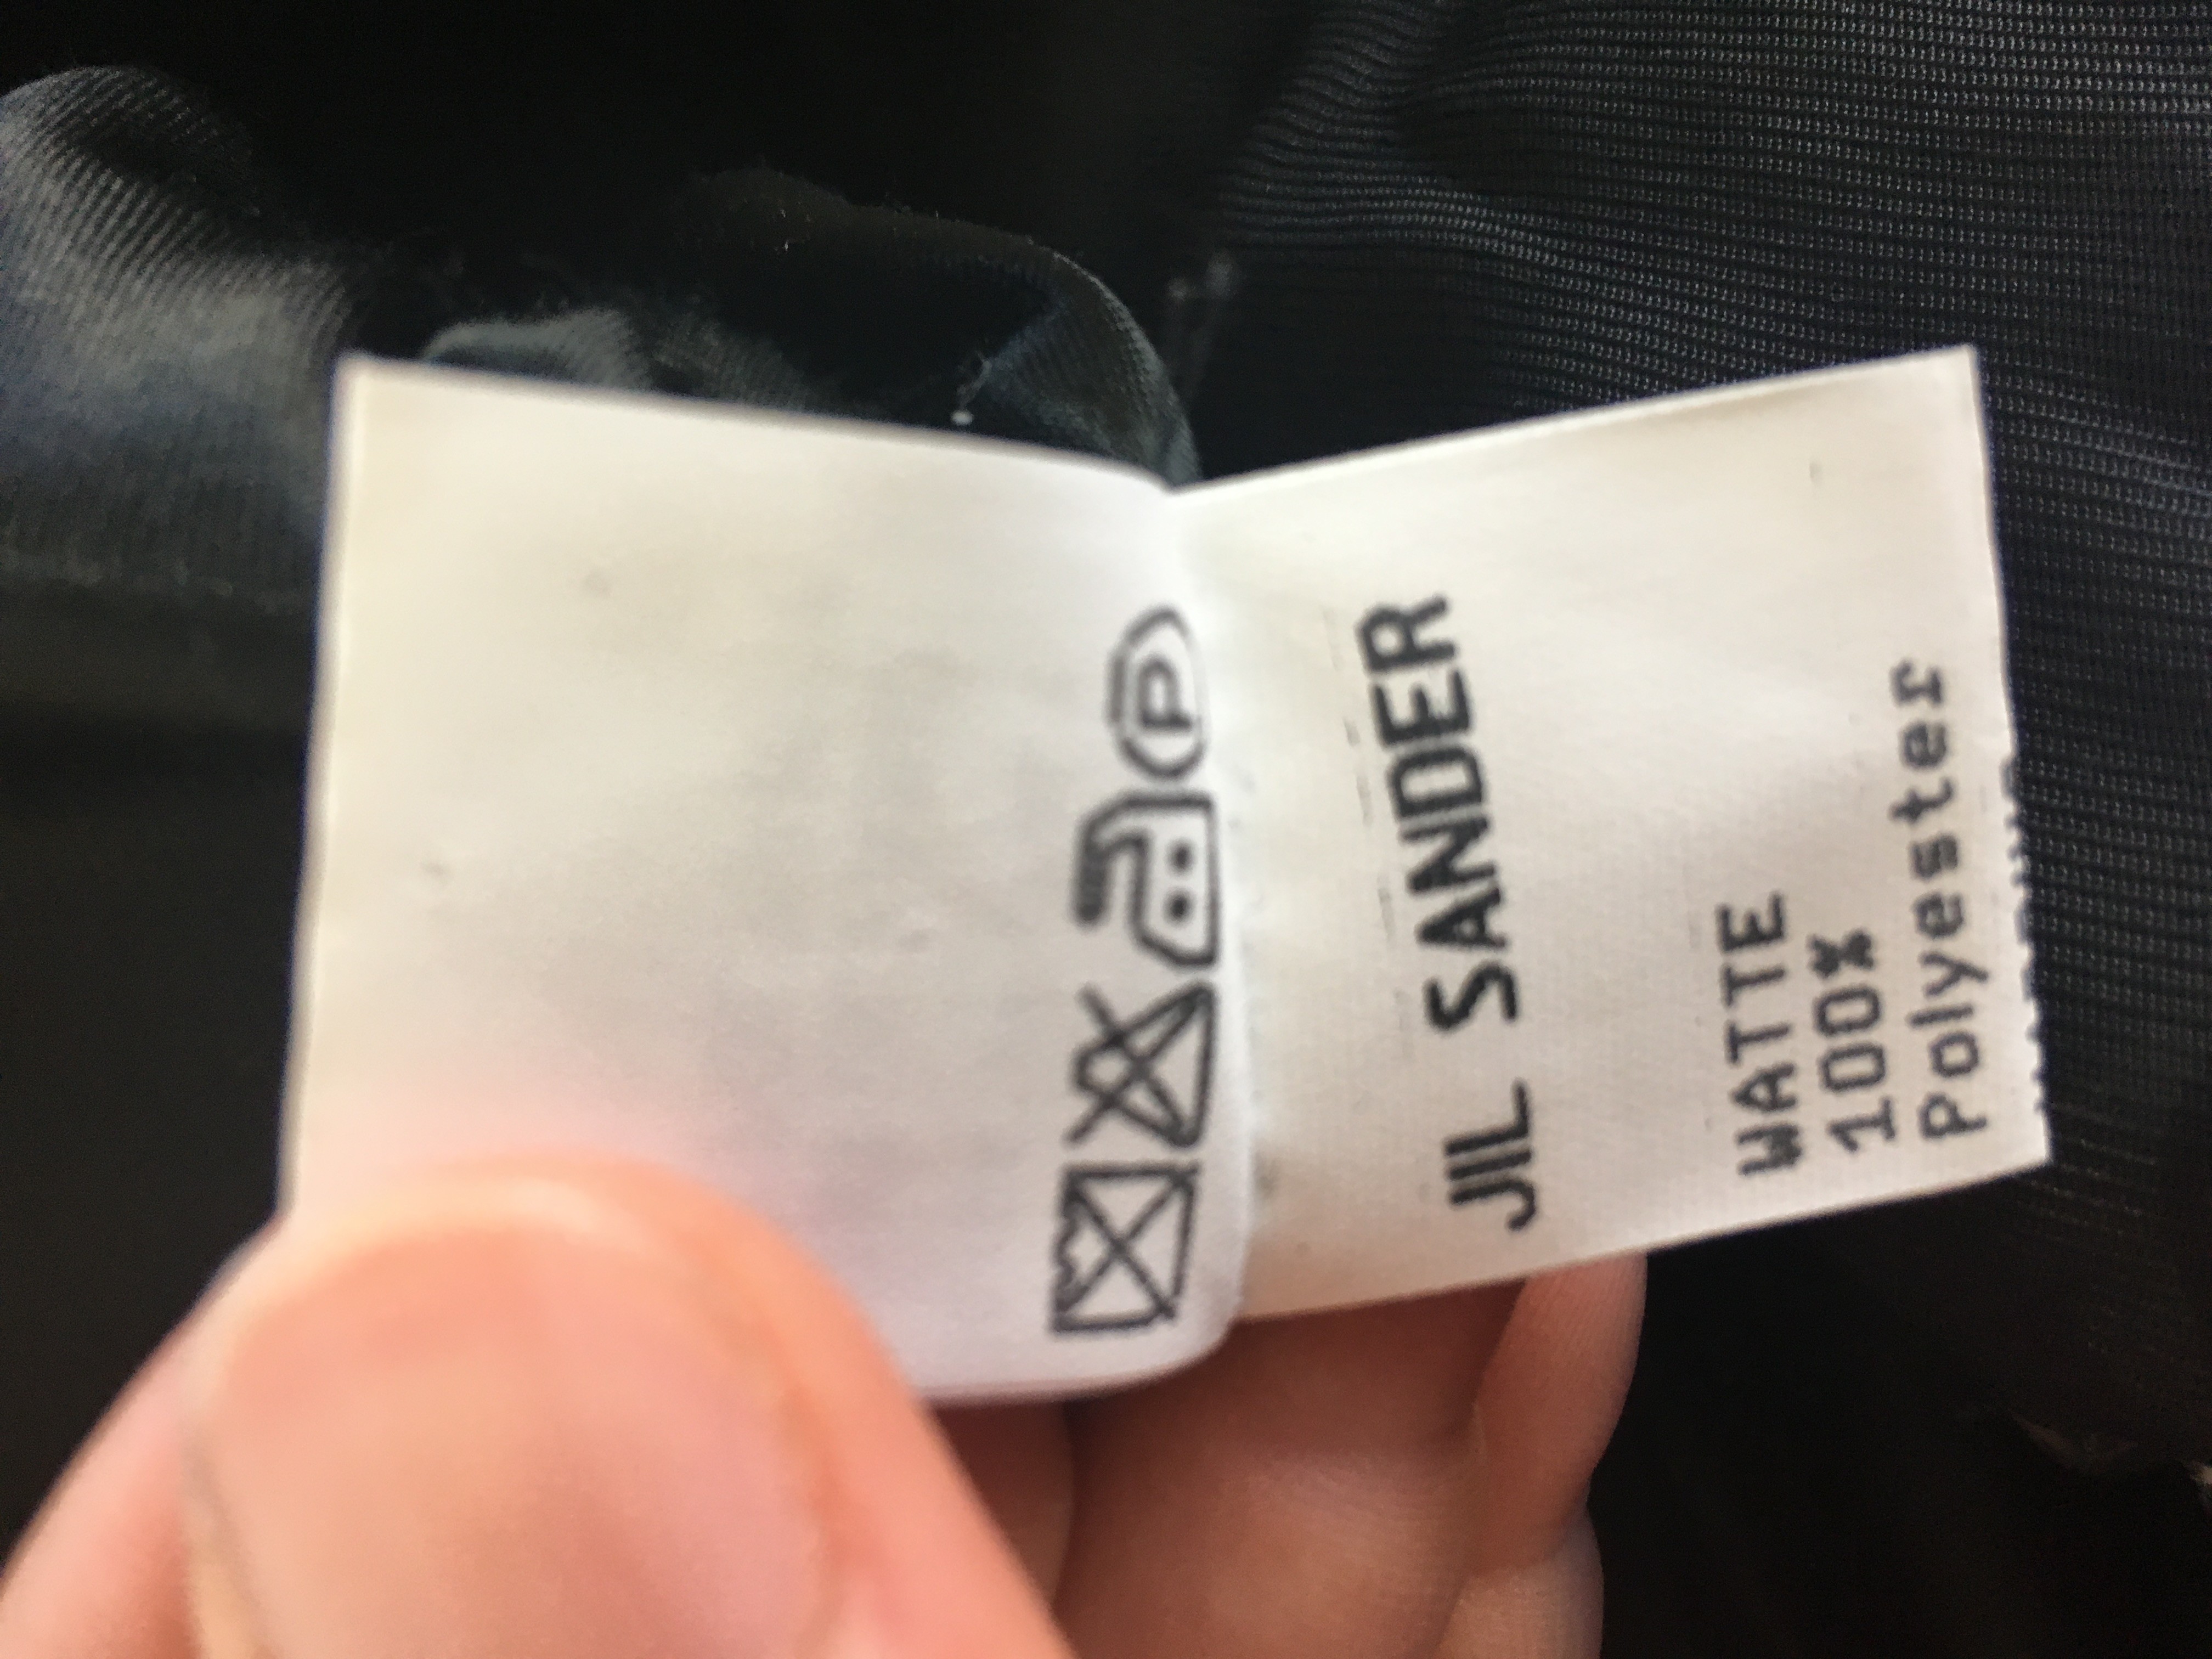 P
JIL SANDER
WATTE
100%
Polyester